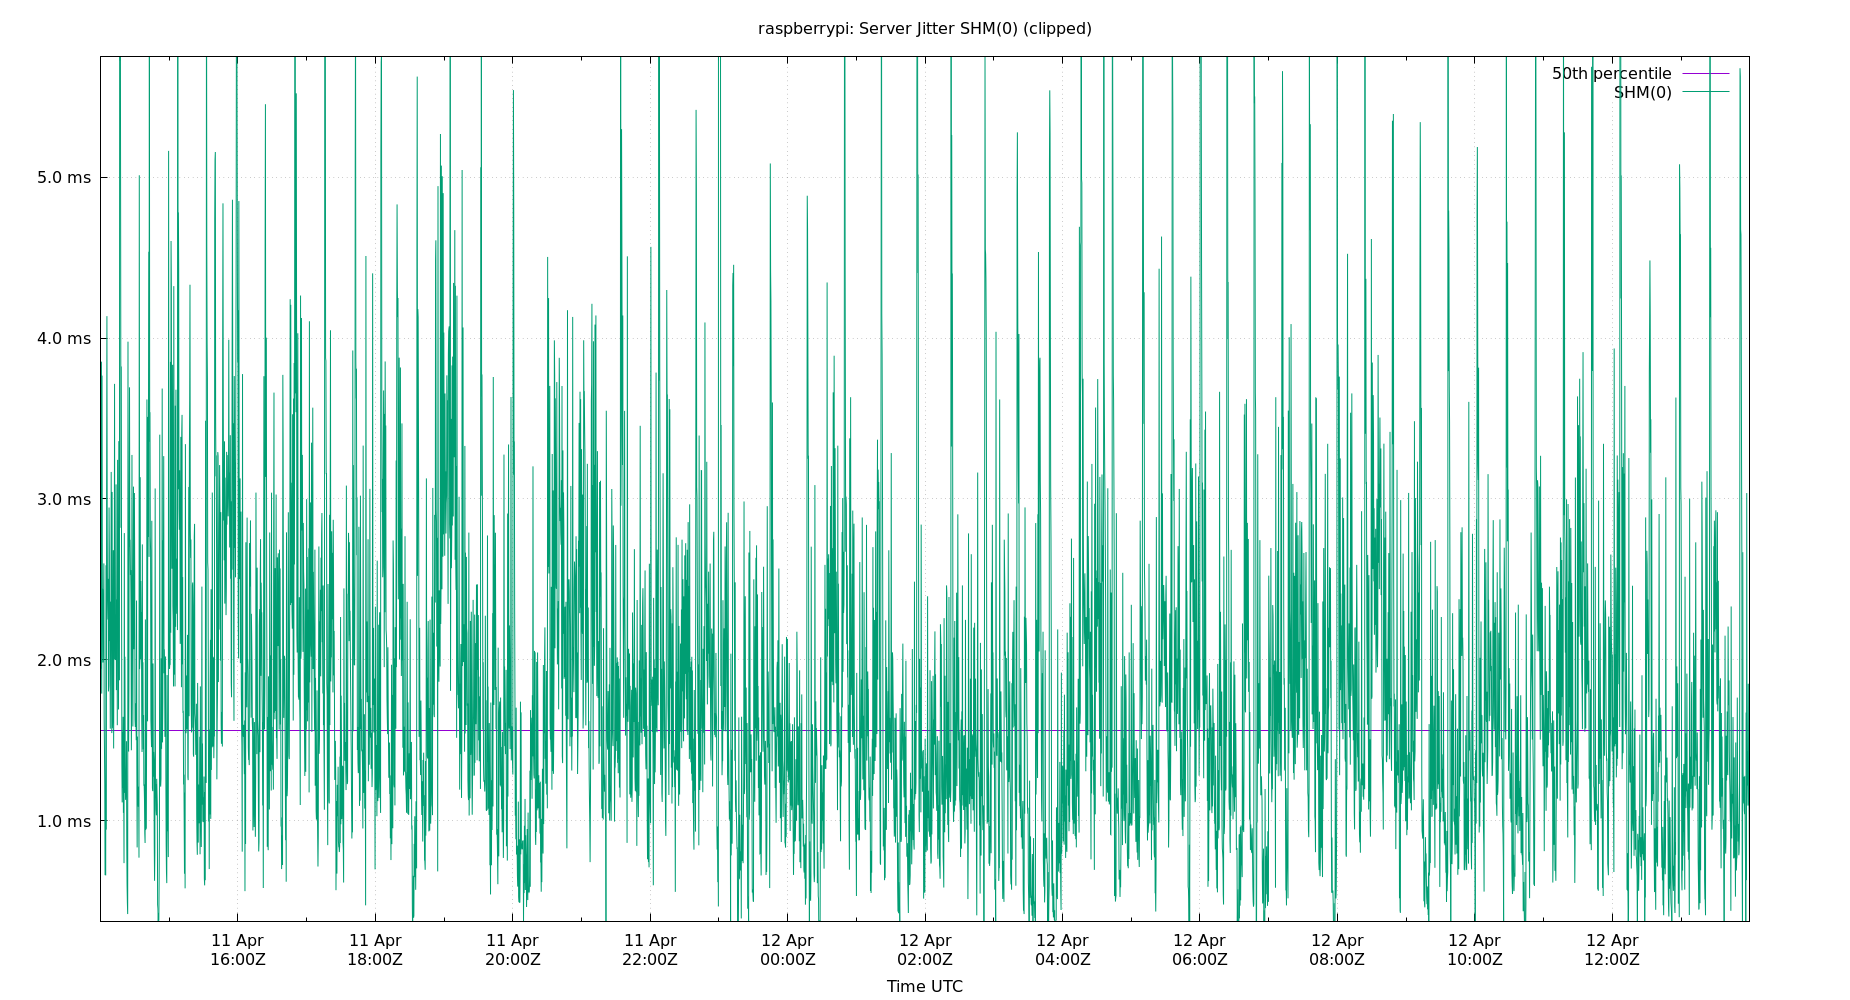 raspberrypi: Server Jitter SHM(0) (clipped)
50th percentile
SHM(0)
5.0 ms
4.0 ms
3.0 ms
2.0 ms
1.0 ms
11 Apr 11 Apr 11 Apr 11 Apr 12 Apr 12 Apr 12 Apr 12 Apr 12 Apr 12 Apr 12 Apr
16:00Z 18:00Z 20:00Z 22:00Z 00:00Z 02:00Z 04:00Z 06:00Z 08:00Z 10:00Z 12:00Z
Time UTC